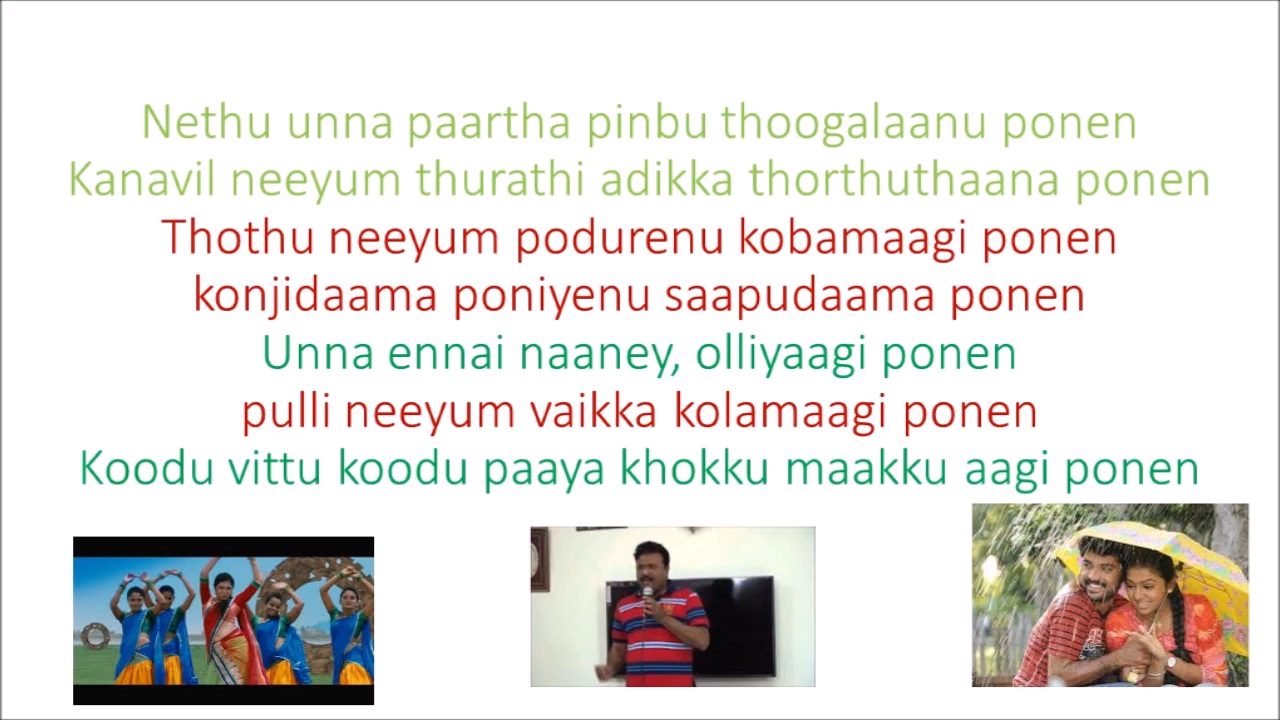 Nethu unna paartha pinbu thoogalaanu ponen
Kanavil neeyum thurathi adikka thorthuthaana ponen
Thothu neeyum podurenu kobamaagi ponen
konjidaama poniyenu saapudaama ponen
Unna ennai naaney, olliyaagi ponen
pulli neeyum vaikka kolamaagi ponen
Koodu vittu koodu paaya khokku maakku aagi ponen